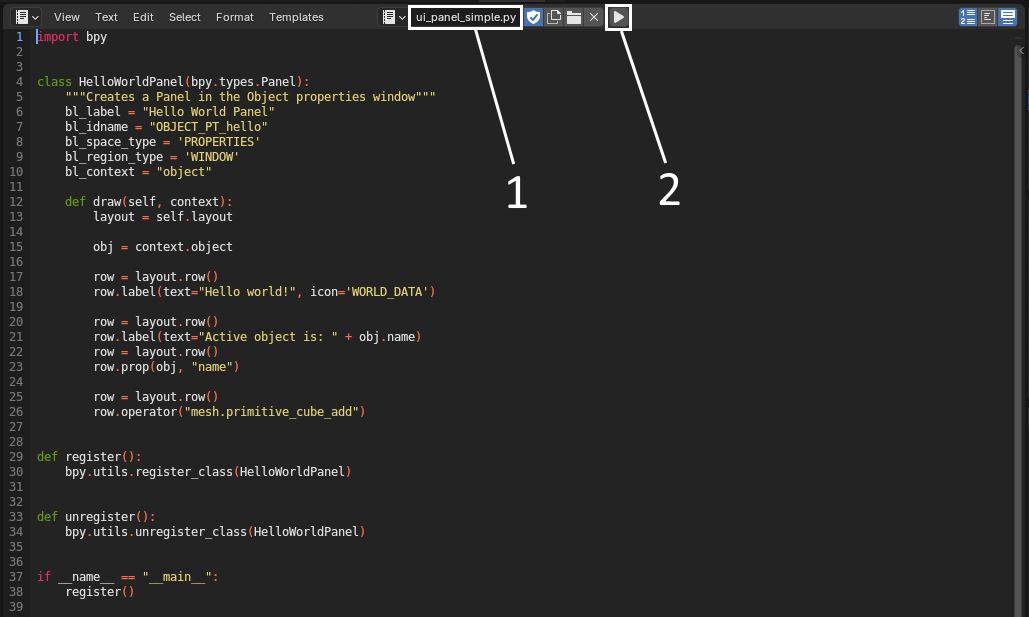 View Text Edit Select Format Templates ui_panel_simple.py
1 import bpy
2
3
4 class HelloWorldPanel(bpy.types.Panel):
5     """Creates a Panel in the Object properties window"""
6     bl_label = "Hello World Panel"
7     bl_idname = "OBJECT_PT_hello"
8     bl_space_type = 'PROPERTIES'
9     bl_region_type = 'WINDOW'
10     bl_context = "object"
11
12     def draw(self, context):
13         layout = self.layout
14
15         obj = context.object
16
17         row = layout.row()
18         row.label(text="Hello world!", icon='WORLD_DATA')
19
20         row = layout.row()
21         row.label(text="Active object is: " + obj.name)
22         row = layout.row()
23         row.prop(obj, "name")
24
25         row = layout.row()
26         row.operator("mesh.primitive_cube_add")
27
28
29 def register():
30     bpy.utils.register_class(HelloWorldPanel)
31
32
33 def unregister():
34     bpy.utils.unregister_class(HelloWorldPanel)
35
36
37 if __name__ == "__main__":
38     register()
39
1
2